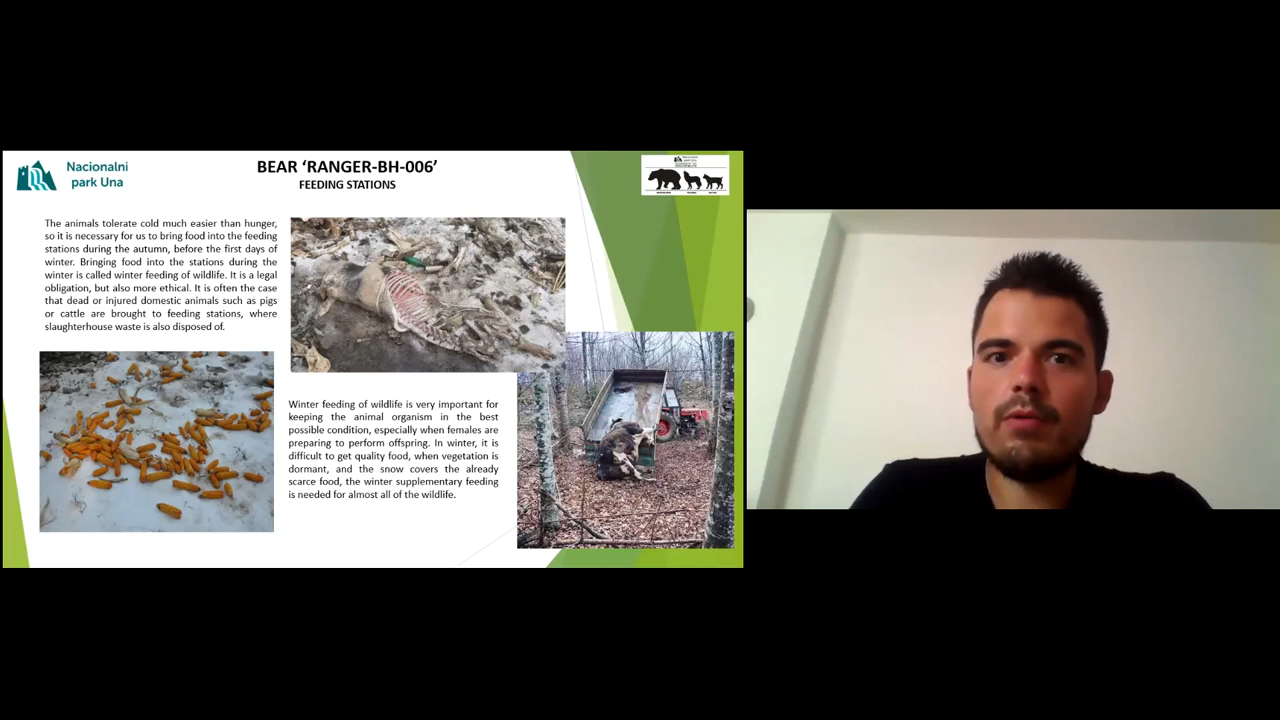 Nacionalni
park Una
BEAR ‘RANGER-BH-006’
FEEDING STATIONS
The animals tolerate cold much easier than hunger,
so it is necessary for us to bring food into the feeding
stations during the autumn, before the first days of
winter. Bringing food into the stations during the
winter is called winter feeding of wildlife. It is a legal
obligation, but also more ethical. It is often the case
that dead or injured domestic animals such as pigs
or cattle are brought to feeding stations, where
slaughterhouse waste is also disposed of.
Winter feeding of wildlife is very important for
keeping the animal organism in the best
possible condition, especially when females are
preparing to perform offspring. In winter, it is
difficult to get quality food, when vegetation is
dormant, and the snow covers the already
scarce food, the winter supplementary feeding
is needed for almost all of the wildlife.